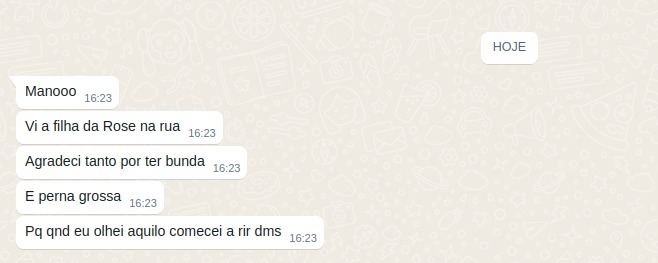 HOJE
Manooo 16:23
Vi a filha da Rose na rua 16:23
Agradeci tanto por ter bunda 16:23
E perna grossa 16:23
Pq qnd eu olhei aquilo comecei a rir dms 16:23